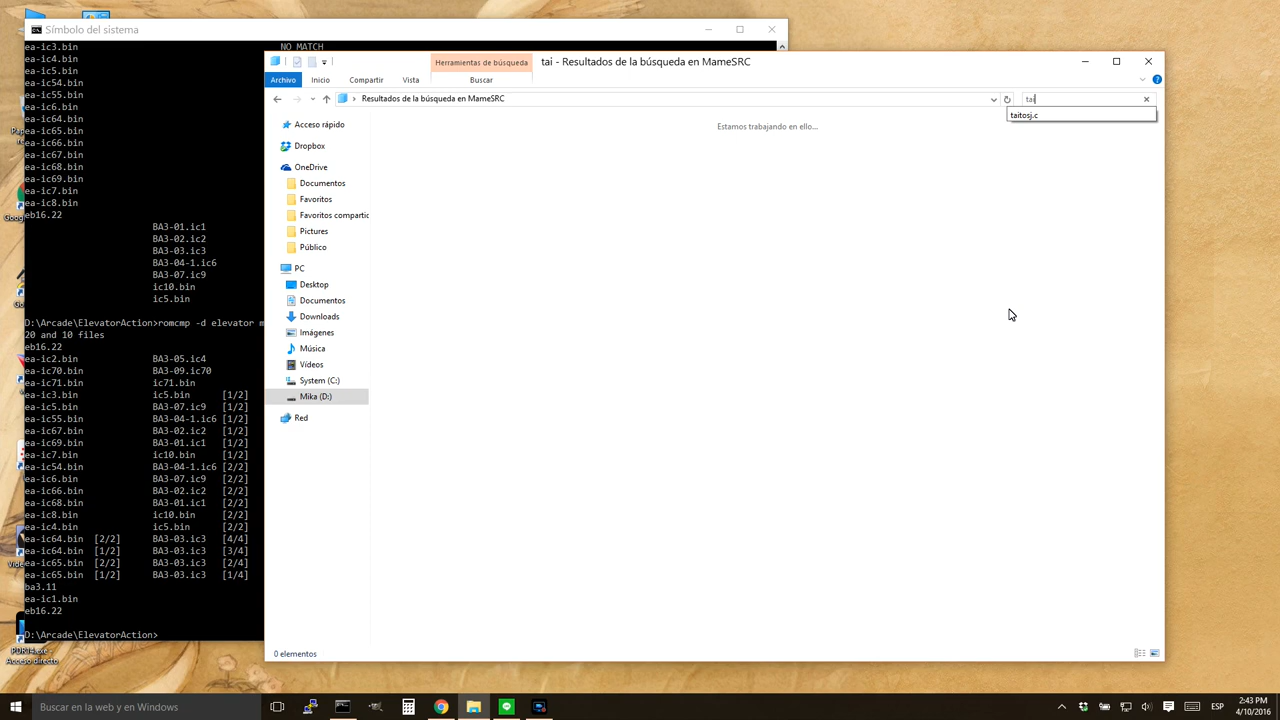 Símbolo del sistema
ea-ic3.bin NO MATCH
ea-ic4.bin
ea-ic5.bin
ea-ic54.bin
ea-ic55.bin
ea-ic6.bin
ea-ic64.bin
ea-ic65.bin
ea-ic66.bin
ea-ic67.bin
ea-ic68.bin
ea-ic69.bin
ea-ic7.bin
ea-ic8.bin
eb16.22
BA3-01.ic1
BA3-02.ic2
BA3-03.ic3
BA3-04-1.ic6
BA3-07.ic9
ic10.bin
ic5.bin
D:\Arcade\ElevatorAction>romcmp -d elevator m
20 and 10 files
eb16.22
ea-ic2.bin BA3-05.ic4
ea-ic70.bin BA3-09.ic70
ea-ic71.bin ic71.bin
ea-ic3.bin ic5.bin [1/2]
ea-ic5.bin BA3-07.ic9 [1/2]
ea-ic55.bin BA3-04-1.ic6 [1/2]
ea-ic67.bin BA3-02.ic2 [1/2]
ea-ic69.bin BA3-01.ic1 [1/2]
ea-ic7.bin ic10.bin [1/2]
ea-ic54.bin BA3-04-1.ic6 [2/2]
ea-ic6.bin BA3-07.ic9 [2/2]
ea-ic66.bin BA3-02.ic2 [2/2]
ea-ic68.bin BA3-01.ic1 [2/2]
ea-ic8.bin ic10.bin [2/2]
ea-ic4.bin ic5.bin [2/2]
ea-ic64.bin [2/2] BA3-03.ic3 [4/4]
ea-ic64.bin [1/2] BA3-03.ic3 [3/4]
ea-ic65.bin [2/2] BA3-03.ic3 [2/4]
ea-ic65.bin [1/2] BA3-03.ic3 [1/4]
ba3.11
ea-ic1.bin
eb16.22
D:\Arcade\ElevatorAction>
Herramientas de búsqueda
tai - Resultados de la búsqueda en MameSRC
Archivo Inicio Compartir Vista Buscar
Resultados de la búsqueda en MameSRC
tai
taitosj.c
Estamos trabajando en ello...
Acceso rápido
Dropbox
OneDrive
Documentos
Favoritos
Favoritos compartic
Pictures
Público
PC
Desktop
Documentos
Downloads
Imágenes
Música
Vídeos
System (C:)
Mika (D:)
Red
0 elementos
Acceso directo
Buscar en la web y en Windows
ESP
2:43 PM
4/10/2016